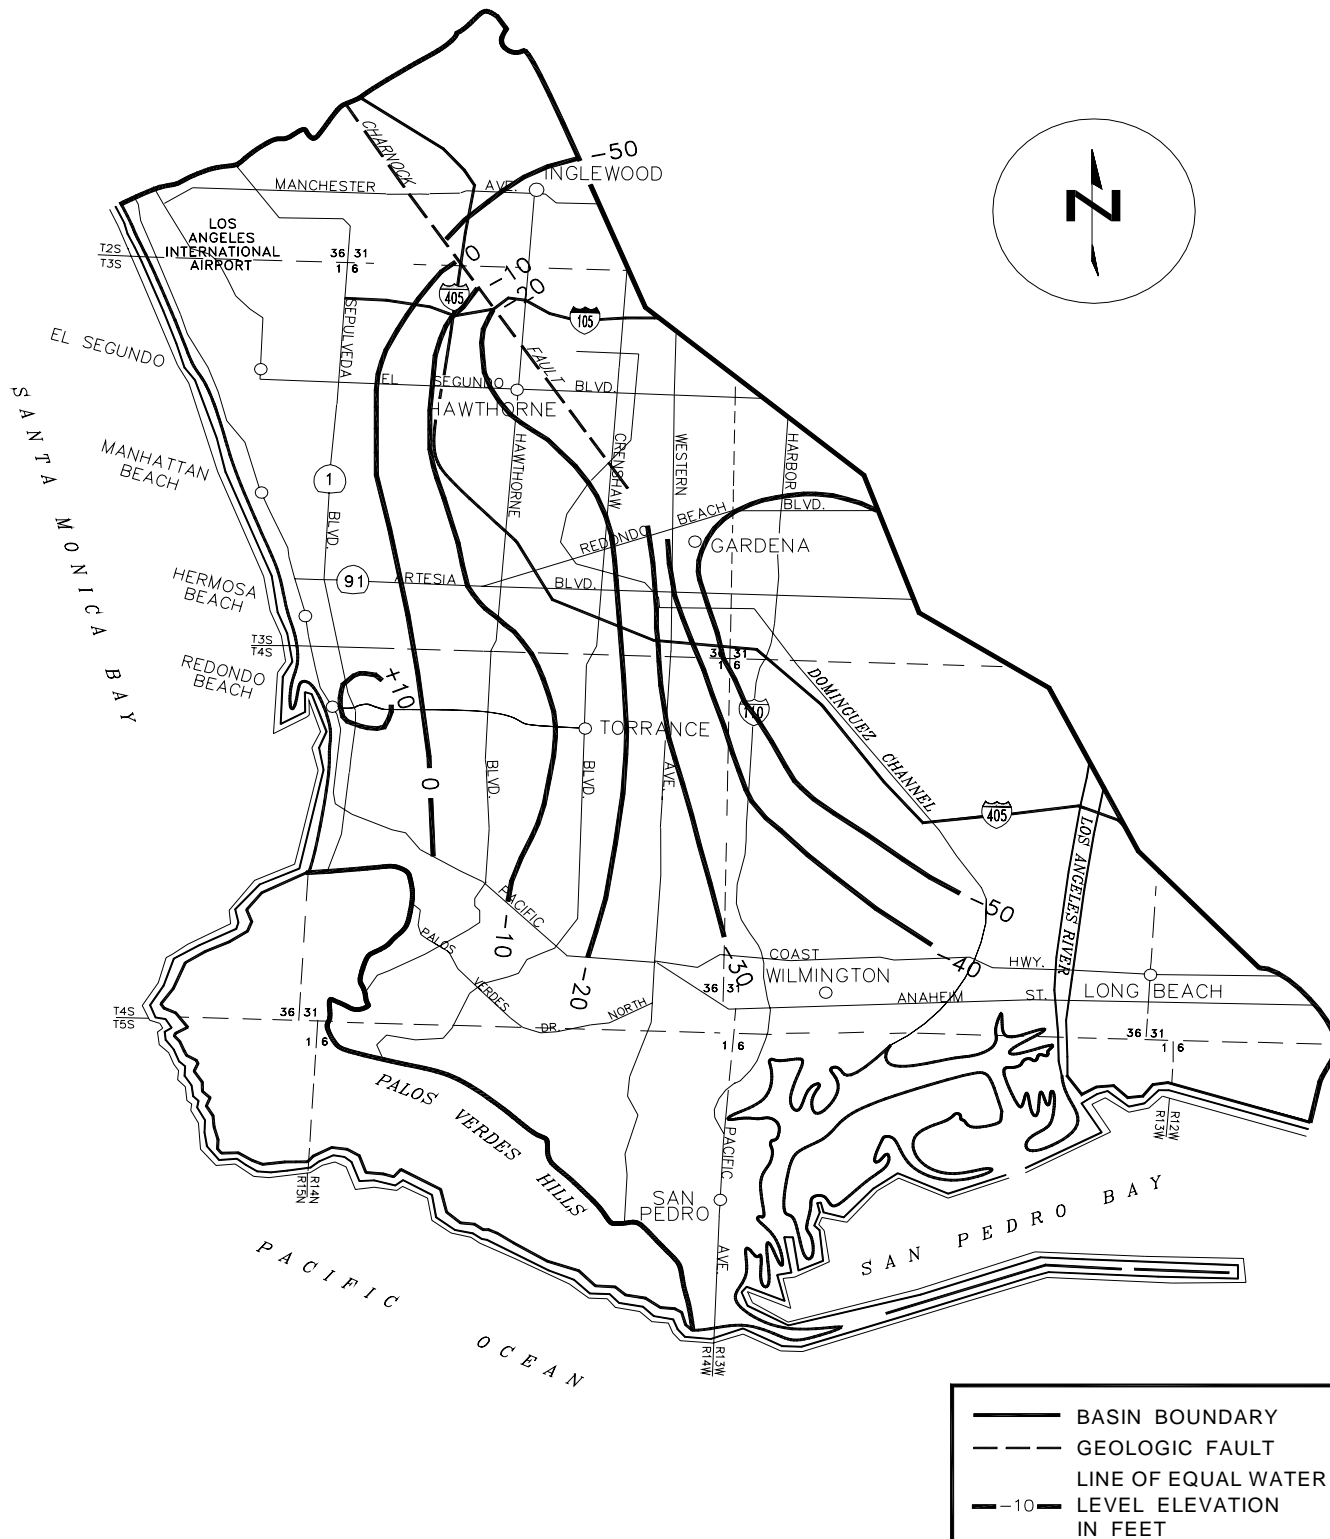 -50
INGLEWOOD
CHARNOCK
MANCHESTER AVE.
LOS
ANGELES
INTERNATIONAL
AIRPORT
T2S
T3S
36 31
1 6
0
-10
405
105
N
SEPULVEDA
EL SEGUNDO
FAULT
EL SEGUNDO BLVD.
HAWTHORNE
SANTA MONICA BAY
MANHATTAN
BEACH
1
BLVD.
HAWTHORNE
CRENSHAW
WESTERN
HARBOR
REDONDO BEACH BLVD.
GARDENA
HERMOSA
BEACH
91
ARTESIA BLVD.
T3S
T4S
36 31
1 6
REDONDO
BEACH
+10
DOMINGUEZ CHANNEL
110
TORRANCE
0
BLVD.
BLVD.
AVE.
405
LOS ANGELES RIVER
PACIFIC
COAST
HWY.
-10
-20
-30
-40
-50
PALOS
VERDES
DR.
NORTH
WILMINGTON
36 31
1 6
ANAHEIM ST.
LONG BEACH
T4S
T5S
36 31
1 6
36 31
1 6
PALOS VERDES HILLS
PACIFIC
AVE.
SAN
PEDRO
R13W
R12W
R15N
R14N
SAN PEDRO BAY
PACIFIC OCEAN
R14W
R13W
BASIN BOUNDARY
GEOLOGIC FAULT
LINE OF EQUAL WATER
-10 LEVEL ELEVATION
IN FEET